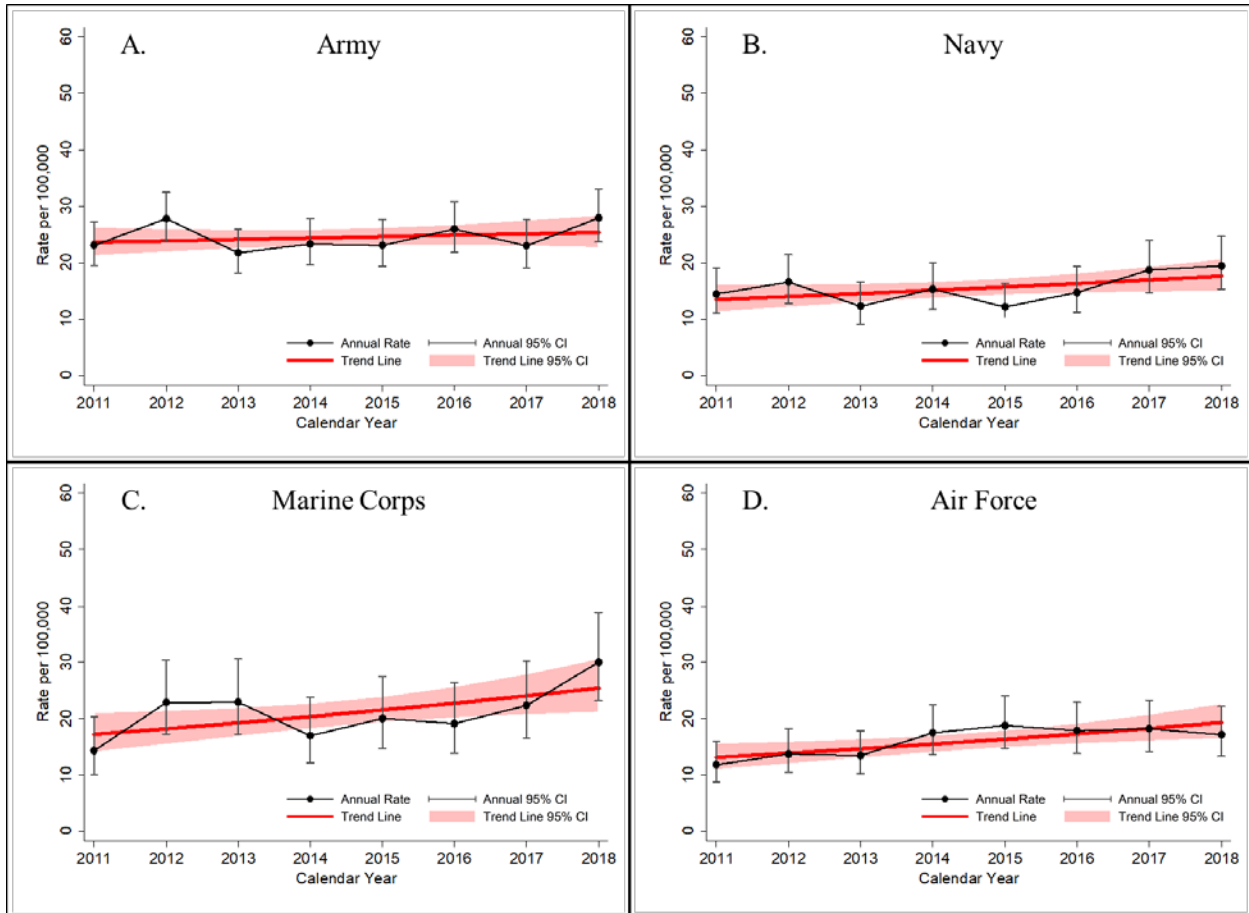 A. Army
Rate per 100,000
60
50
40
30
20
10
0
Annual Rate
Annual 95% CI
Trend Line
Trend Line 95% CI
2011 2012 2013 2014 2015 2016 2017 2018
Calendar Year
B. Navy
Rate per 100,000
60
50
40
30
20
10
0
Annual Rate
Annual 95% CI
Trend Line
Trend Line 95% CI
2011 2012 2013 2014 2015 2016 2017 2018
Calendar Year
C. Marine Corps
Rate per 100,000
60
50
40
30
20
10
0
Annual Rate
Annual 95% CI
Trend Line
Trend Line 95% CI
2011 2012 2013 2014 2015 2016 2017 2018
Calendar Year
D. Air Force
Rate per 100,000
60
50
40
30
20
10
0
Annual Rate
Annual 95% CI
Trend Line
Trend Line 95% CI
2011 2012 2013 2014 2015 2016 2017 2018
Calendar Year